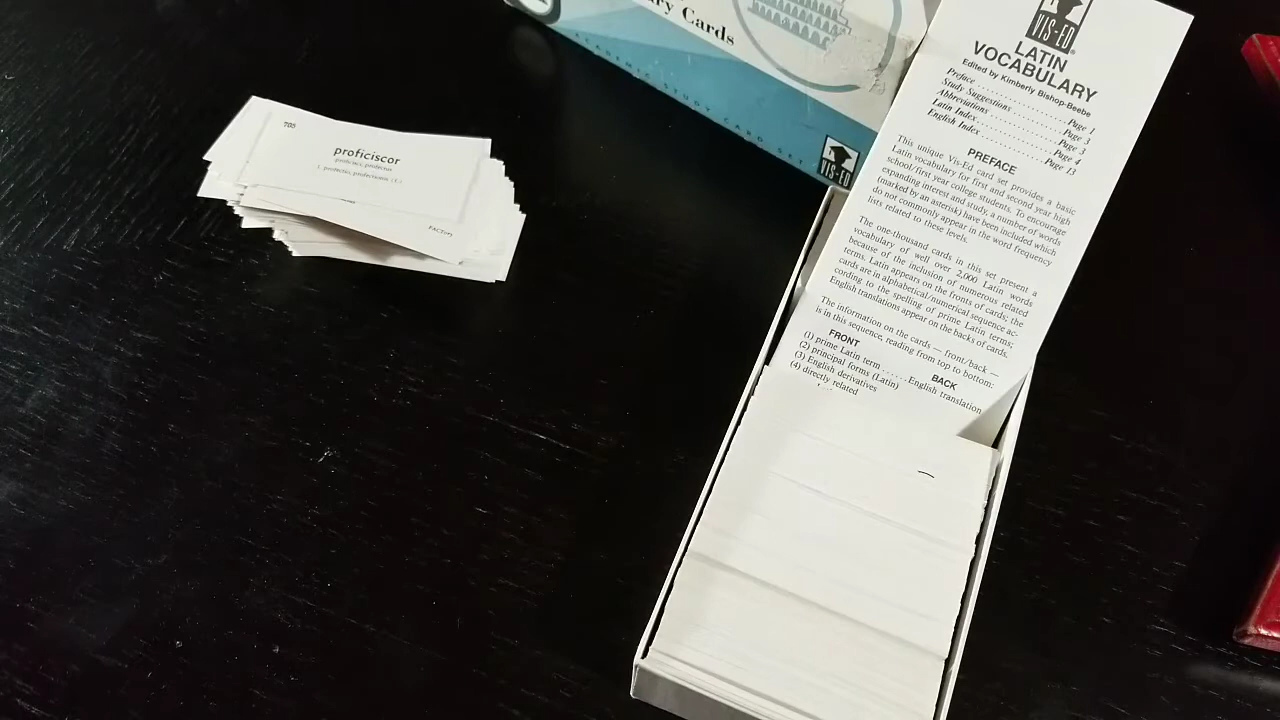 ary Cards
ACADEMIC STUDY CARD SET
VIS-ED
705
proficiscor
proficisci, profectus
1. profectio, profectionis (f.)
FACTORY
VIS-ED®
LATIN
VOCABULARY
Edited by Kimberly Bishop-Beebe
Preface . . . . . . . . . . . . . . . . . . Page 1
Study Suggestions . . . . . . . . . . . Page 3
Abbreviations . . . . . . . . . . . . . . Page 3
Latin Index . . . . . . . . . . . . . . . . Page 4
English Index . . . . . . . . . . . . . . Page 13
PREFACE
This unique Vis-Ed card set provides a basic
Latin vocabulary for first and second year high
school/first year college students. To encourage
expanding interest and study, a number of words
(marked by an asterisk) have been included which
do not commonly appear in the word frequency
lists related to these levels.
The one-thousand cards in this set present a
vocabulary of well over 2,000 Latin words
because of the inclusion of numerous related
terms. Latin appears on the fronts of cards; the
cards are in alphabetical/numerical sequence ac-
cording to the spelling of prime Latin terms;
English translations appear on the backs of cards.
The information on the cards — front/back —
is in this sequence, reading from top to bottom:
FRONT BACK
(1) prime Latin term . . . . . English translation
(2) principal forms (Latin)
(3) English derivatives
(4) directly related